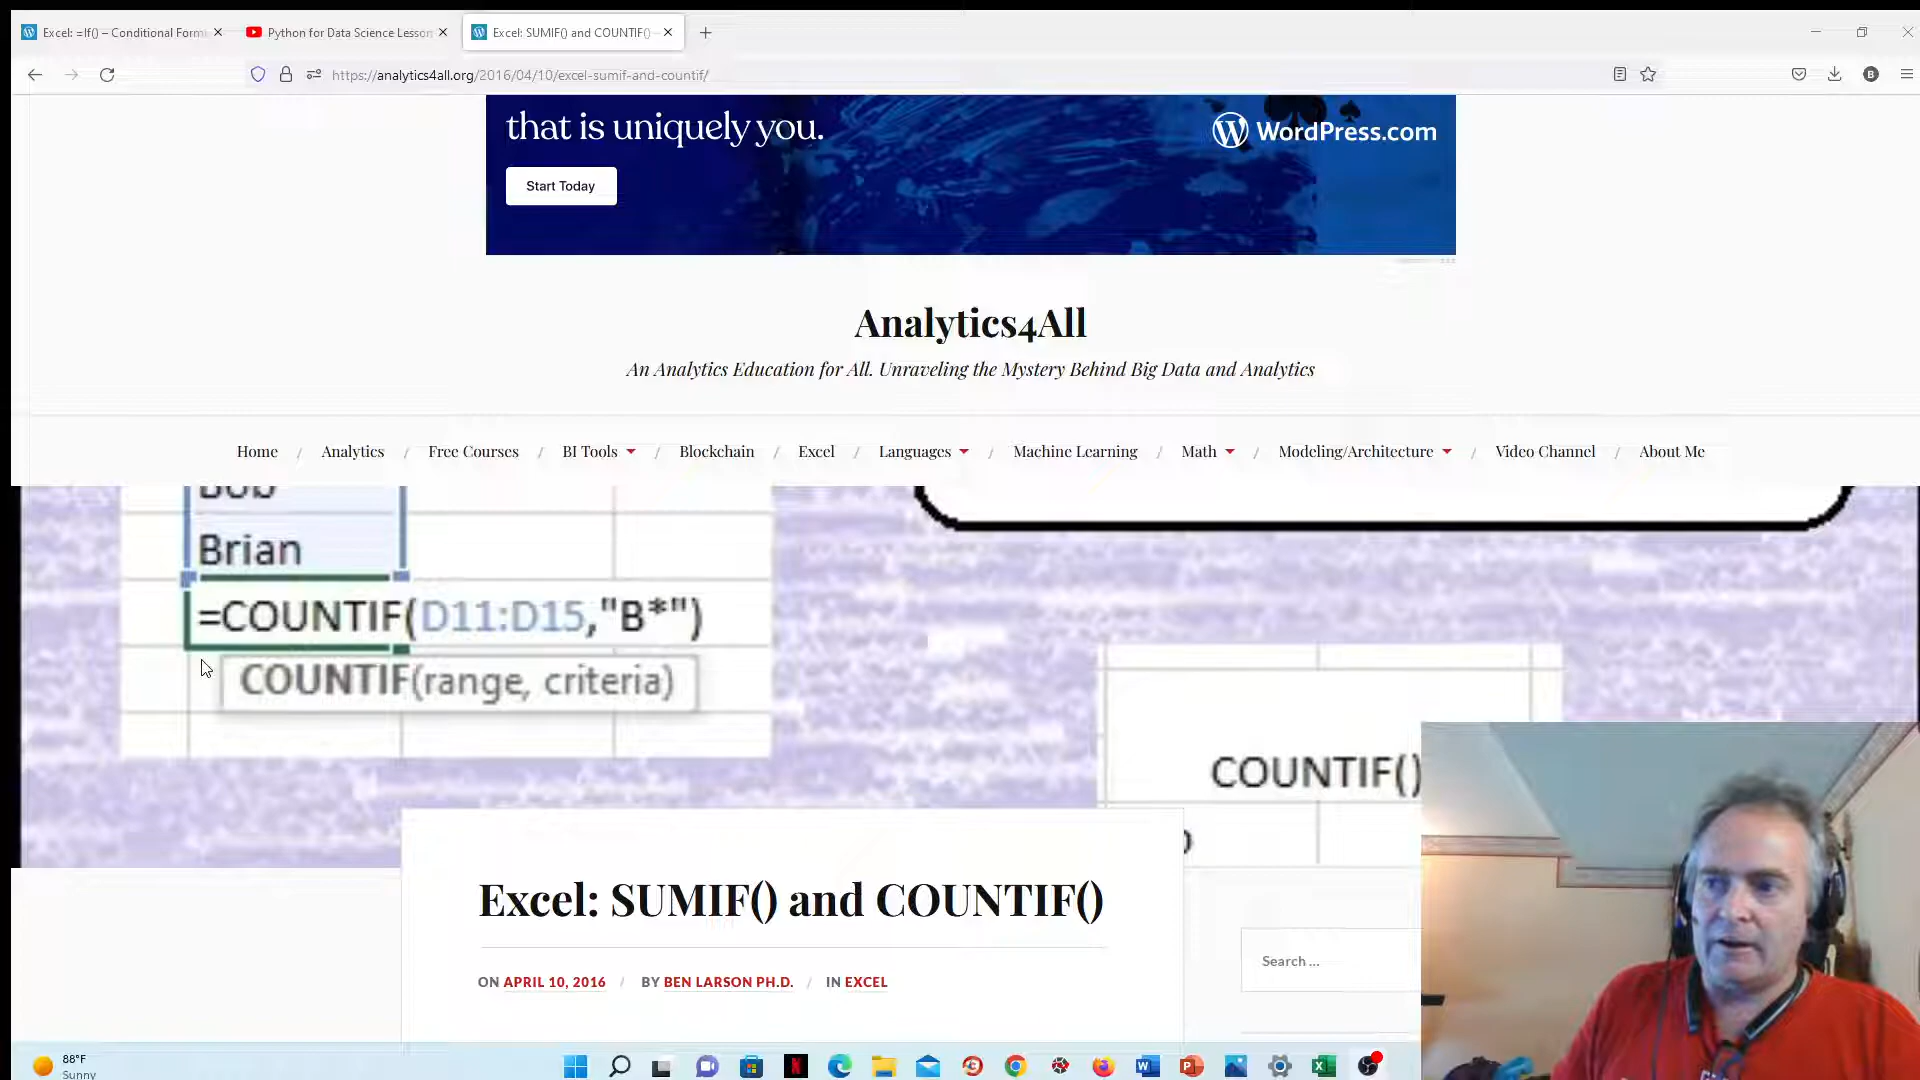 Excel: =If() – Conditional Formu
Python for Data Science Lesson
Excel: SUMIF() and COUNTIF() –
https://analytics4all.org/2016/04/10/excel-sumif-and-countif/
B
that is uniquely you.
WordPress.com
Start Today
Analytics4All
An Analytics Education for All. Unraveling the Mystery Behind Big Data and Analytics
Home / Analytics / Free Courses / BI Tools / Blockchain / Excel / Languages / Machine Learning / Math / Modeling/Architecture / Video Channel / About Me
Bob
Brian
=COUNTIF(D11:D15,"B*")
COUNTIF(range, criteria)
COUNTIF()
Excel: SUMIF() and COUNTIF()
ON APRIL 10, 2016 / BY BEN LARSON PH.D. / IN EXCEL
Search ...
88°F
Sunny